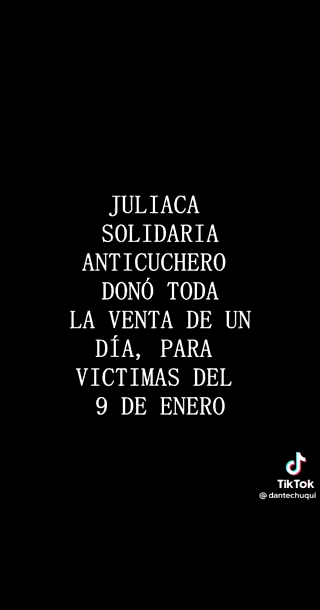 JULIACA
SOLIDARIA
ANTICUCHERO
DONÓ TODA
LA VENTA DE UN
DÍA, PARA
VICTIMAS DEL
9 DE ENERO
TikTok
@dantechuqui